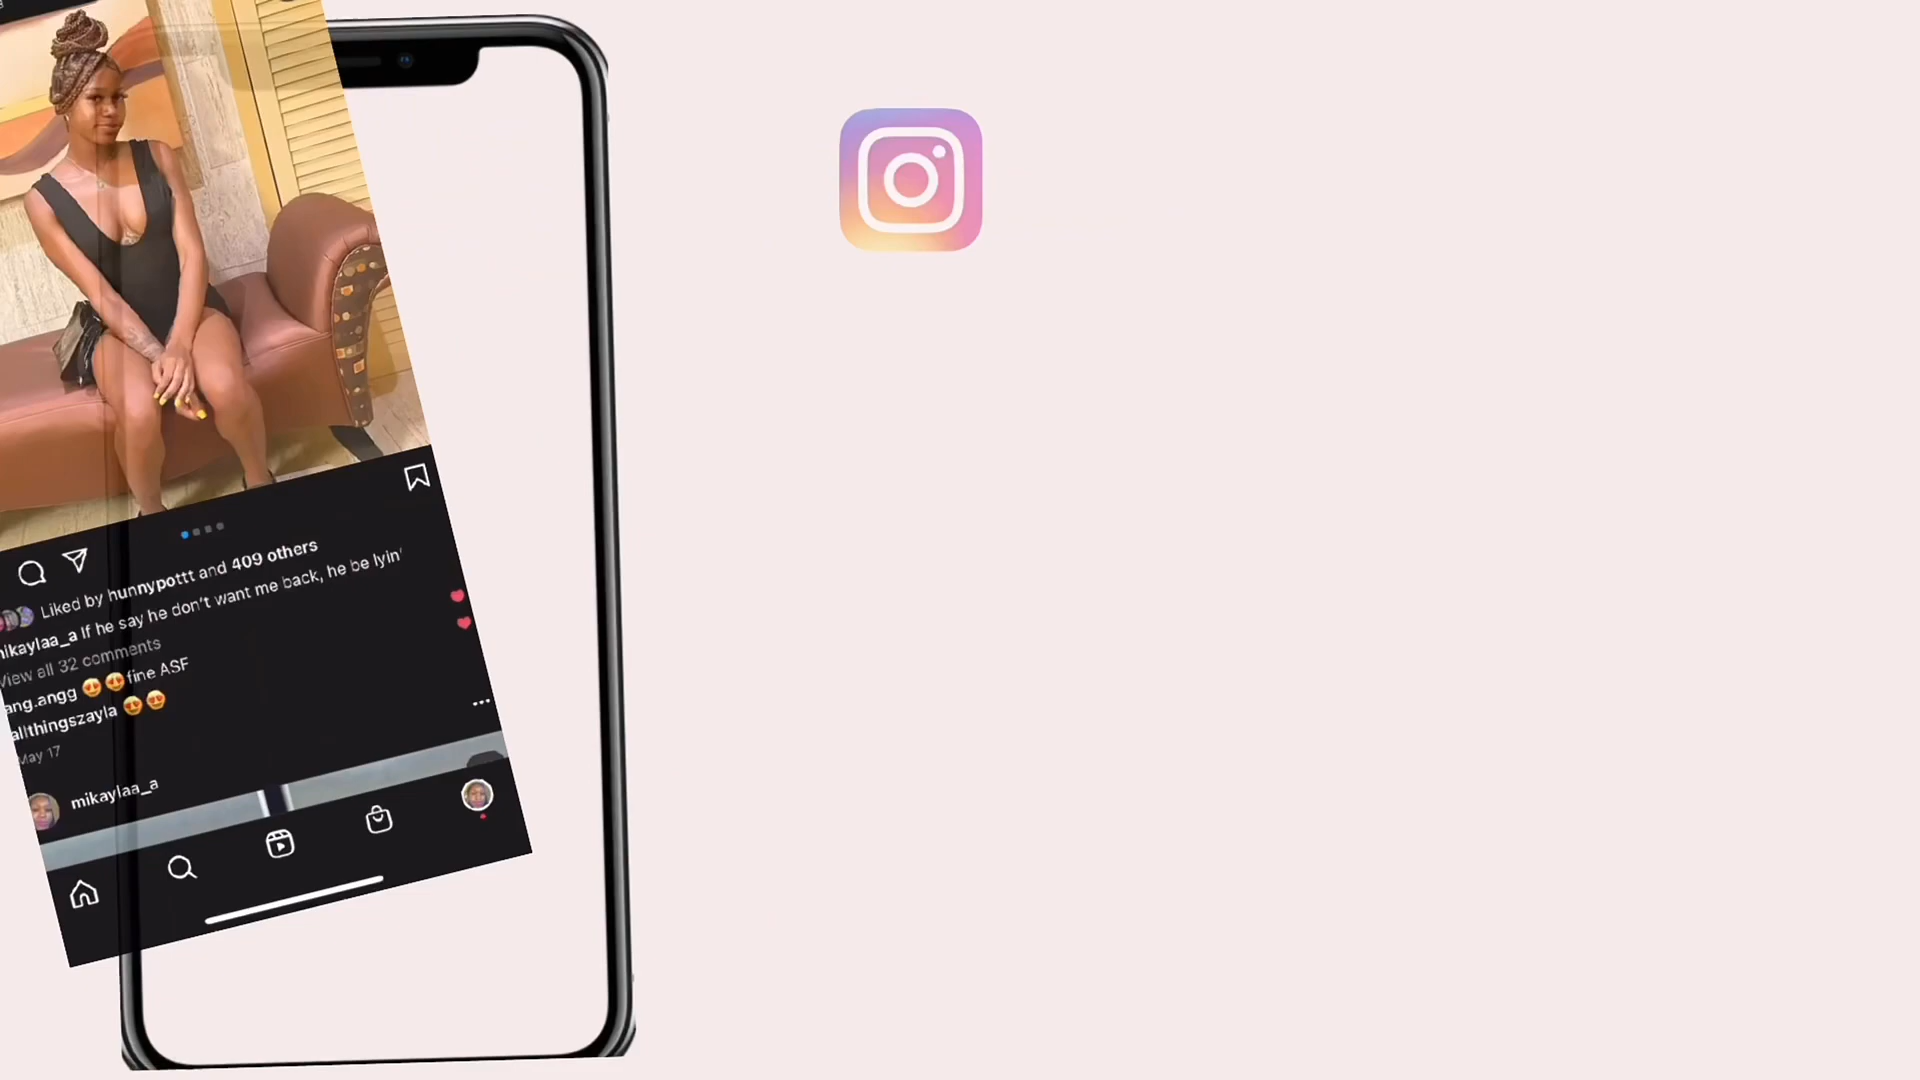 Liked by hunnypottt and 409 others
mikaylaa_a If he say he don't want me back, he be lyin'
View all 32 comments
ang.angg 😍😍fine ASF
allthingszayla 😍😍
May 17
mikaylaa_a